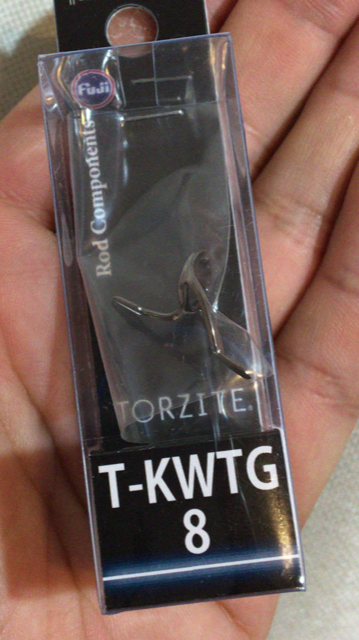 Fuji
Rod Components
TORZITE®
T-KWTG
8